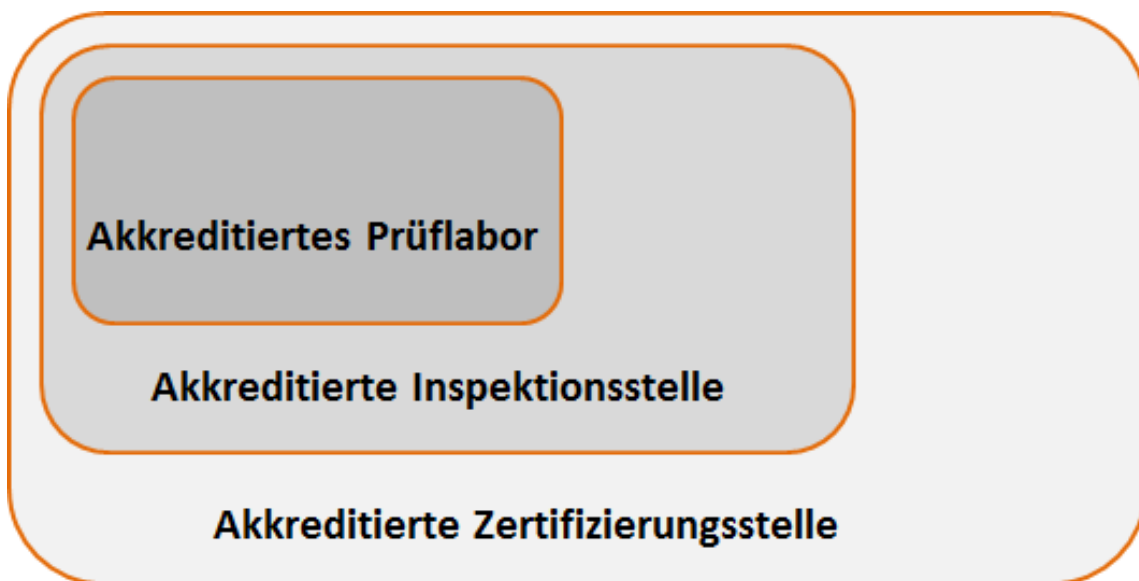 Akkreditiertes Prüflabor
Akkreditierte Inspektionsstelle
Akkreditierte Zertifizierungsstelle